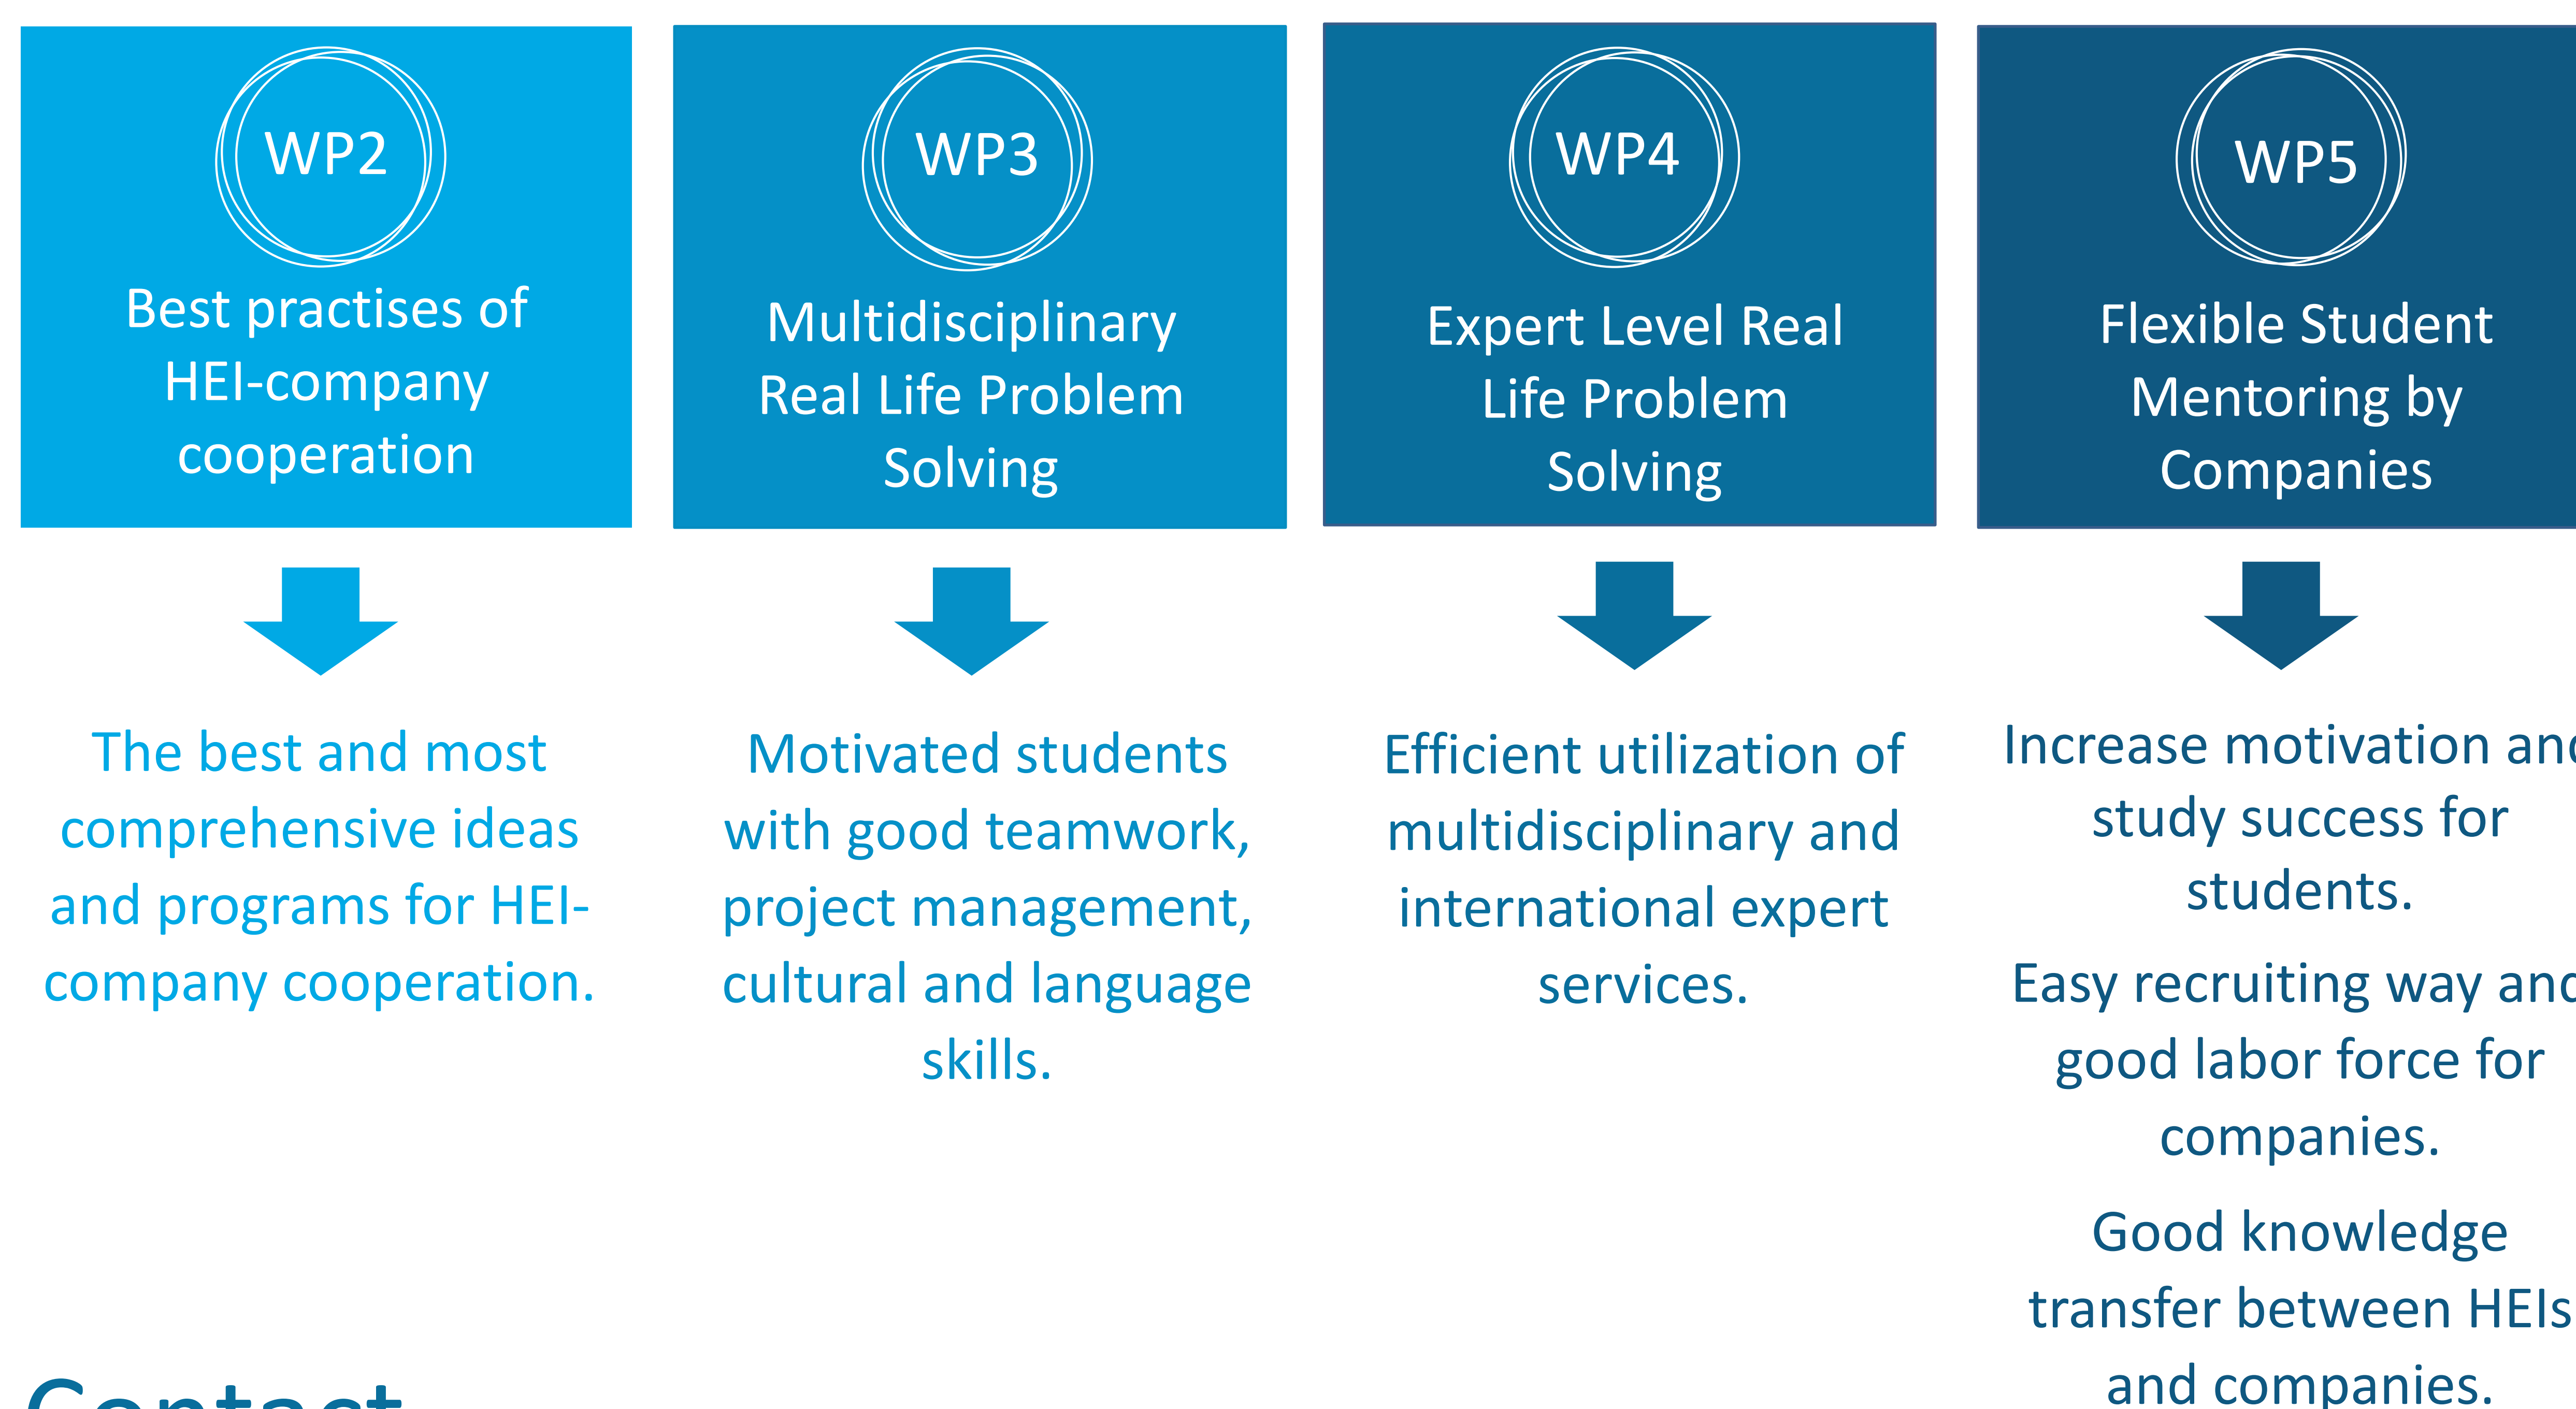 WP2
Best practises of
HEI-company
cooperation
The best and most
comprehensive ideas
and programs for HEI-
company cooperation.
WP3
Multidisciplinary
Real Life Problem
Solving
Motivated students
with good teamwork,
project management,
cultural and language
skills.
WP4
Expert Level Real
Life Problem
Solving
Efficient utilization of
multidisciplinary and
international expert
services.
WP5
Flexible Student
Mentoring by
Companies
Increase motivation and
study success for
students.
Easy recruiting way and
good labor force for
companies.
Good knowledge
transfer between HEIs
and companies.
Contact